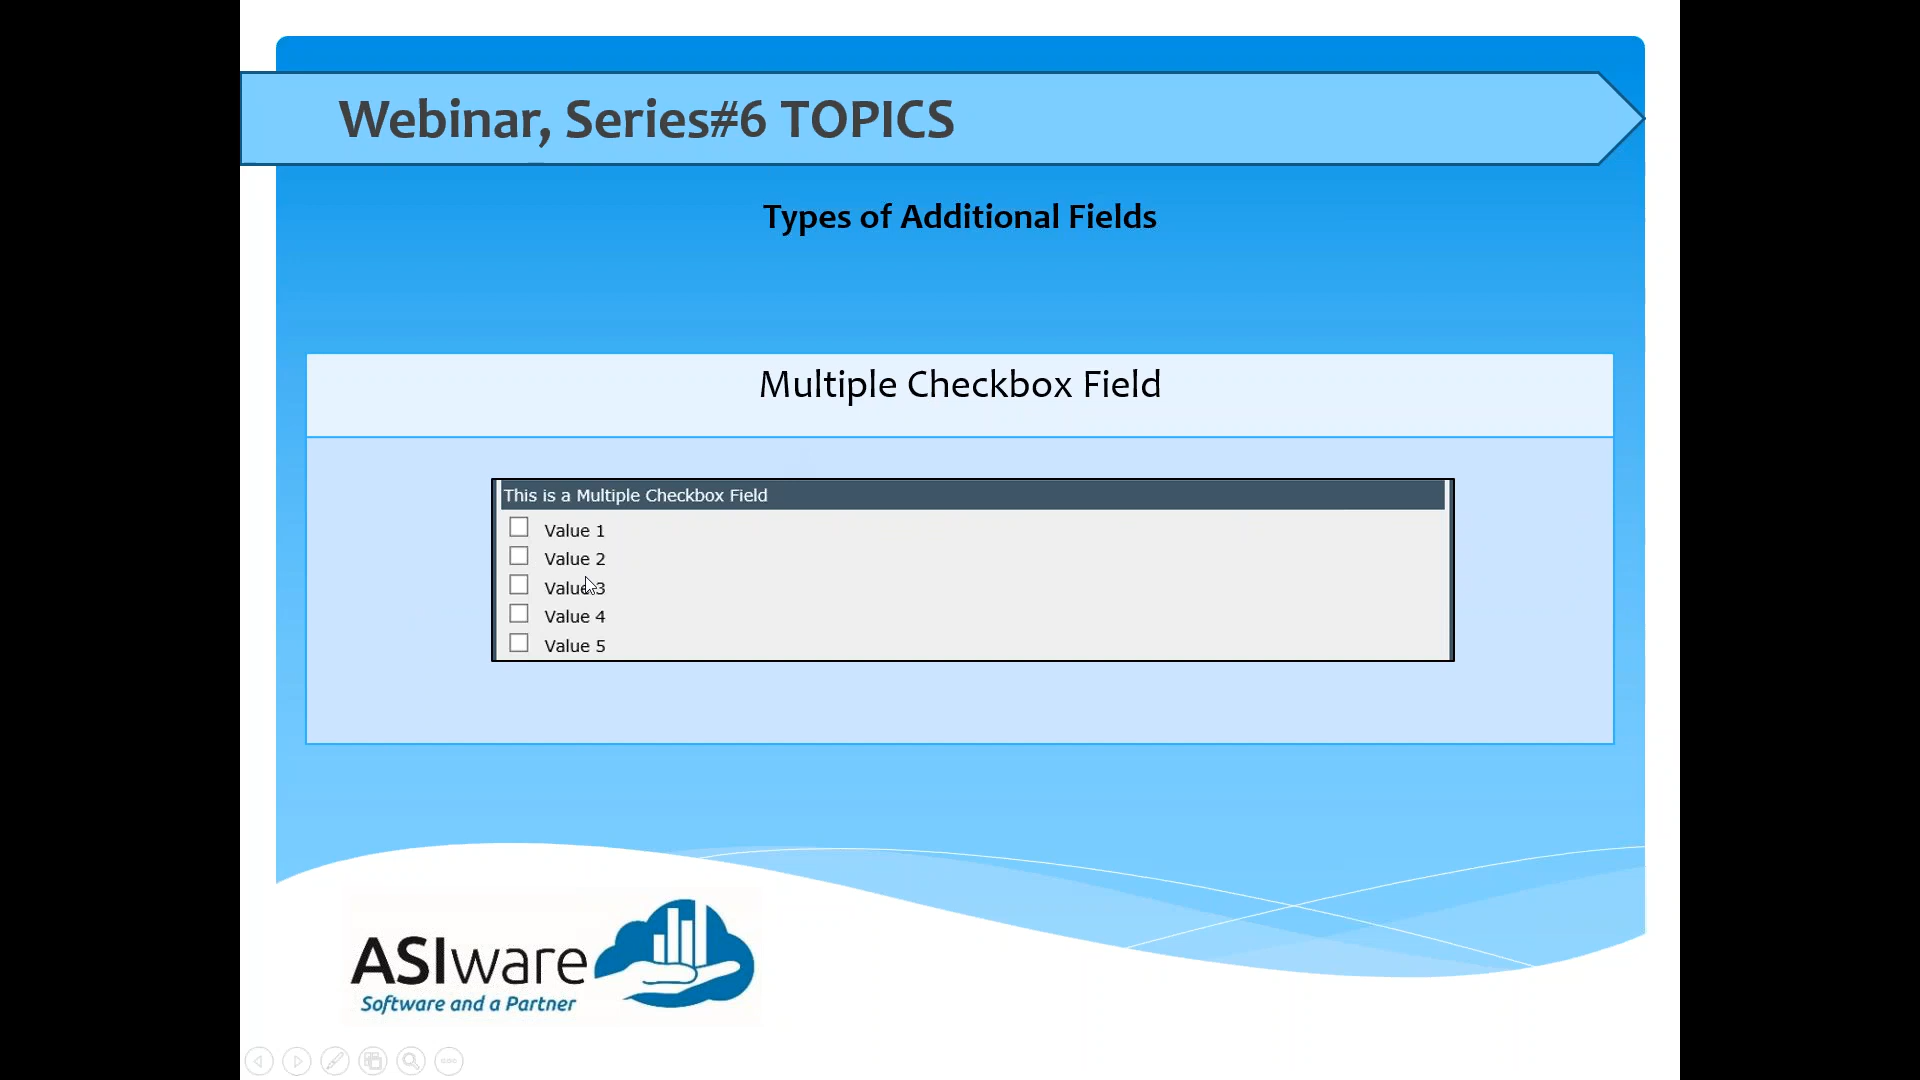 Webinar, Series#6 TOPICS
Types of Additional Fields
Multiple Checkbox Field
This is a Multiple Checkbox Field
Value 1
Value 2
Value 3
Value 4
Value 5
ASIware
Software and a Partner